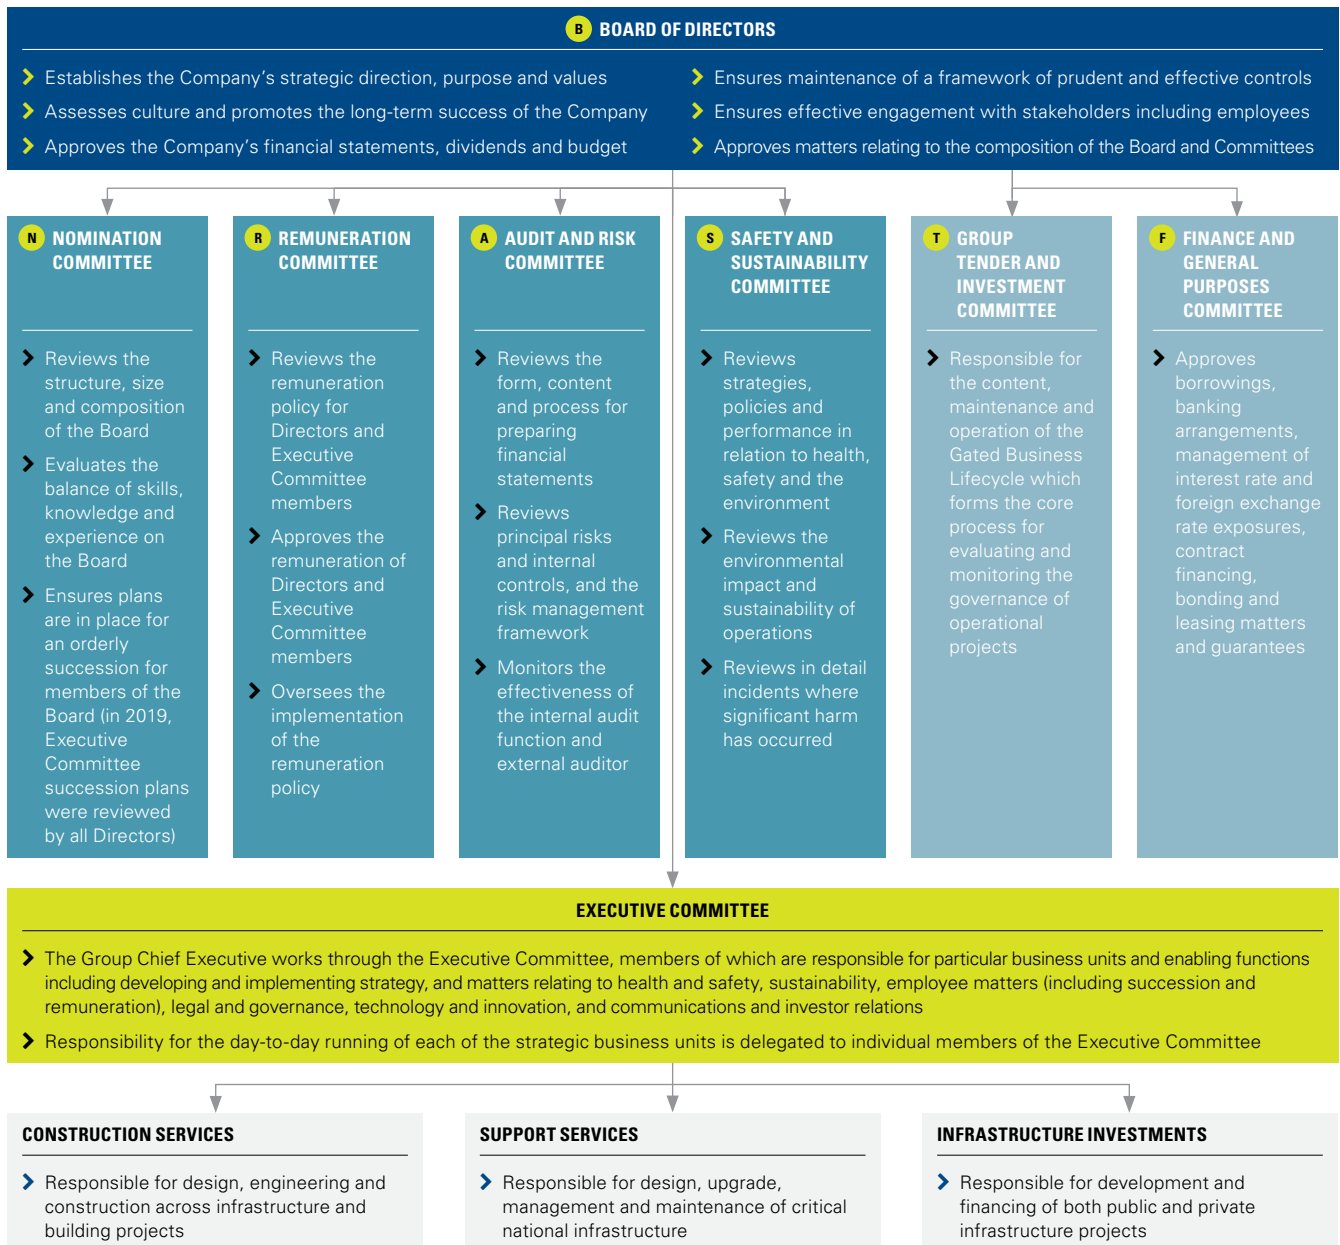 B BOARD OF DIRECTORS
Establishes the Company's strategic direction, purpose and values
Assesses culture and promotes the long-term success of the Company
Approves the Company's financial statements, dividends and budget
Ensures maintenance of a framework of prudent and effective controls
Ensures effective engagement with stakeholders including employees
Approves matters relating to the composition of the Board and Committees
N NOMINATION
COMMITTEE
Reviews the
structure, size
and composition
of the Board
Evaluates the
balance of skills,
knowledge and
experience on
the Board
Ensures plans
are in place for
an orderly
succession for
members of the
Board (in 2019,
Executive
Committee
succession plans
were reviewed
by all Directors)
R REMUNERATION
COMMITTEE
Reviews the
remuneration
policy for
Directors and
Executive
Committee
members
Approves the
remuneration of
Directors and
Executive
Committee
members
Oversees the
implementation
of the
remuneration
policy
A AUDIT AND RISK
COMMITTEE
Reviews the
form, content
and process for
preparing
financial
statements
Reviews
principal risks
and internal
controls, and the
risk management
framework
Monitors the
effectiveness of
the internal audit
function and
external auditor
S SAFETY AND
SUSTAINABILITY
COMMITTEE
Reviews
strategies,
policies and
performance in
relation to health,
safety and the
environment
Reviews the
environmental
impact and
sustainability of
operations
Reviews in detail
incidents where
significant harm
has occurred
T GROUP
TENDER AND
INVESTMENT
COMMITTEE
Responsible for
the content,
maintenance and
operation of the
Gated Business
Lifecycle which
forms the core
process for
evaluating and
monitoring the
governance of
operational
projects
F FINANCE AND
GENERAL
PURPOSES
COMMITTEE
Approves
borrowings,
banking
arrangements,
management of
interest rate and
foreign exchange
rate exposures,
contract
financing,
bonding and
leasing matters
and guarantees
EXECUTIVE COMMITTEE
The Group Chief Executive works through the Executive Committee, members of which are responsible for particular business units and enabling functions
including developing and implementing strategy, and matters relating to health and safety, sustainability, employee matters (including succession and
remuneration), legal and governance, technology and innovation, and communications and investor relations
Responsibility for the day-to-day running of each of the strategic business units is delegated to individual members of the Executive Committee
CONSTRUCTION SERVICES
Responsible for design, engineering and
construction across infrastructure and
building projects
SUPPORT SERVICES
Responsible for design, upgrade,
management and maintenance of critical
national infrastructure
INFRASTRUCTURE INVESTMENTS
Responsible for development and
financing of both public and private
infrastructure projects